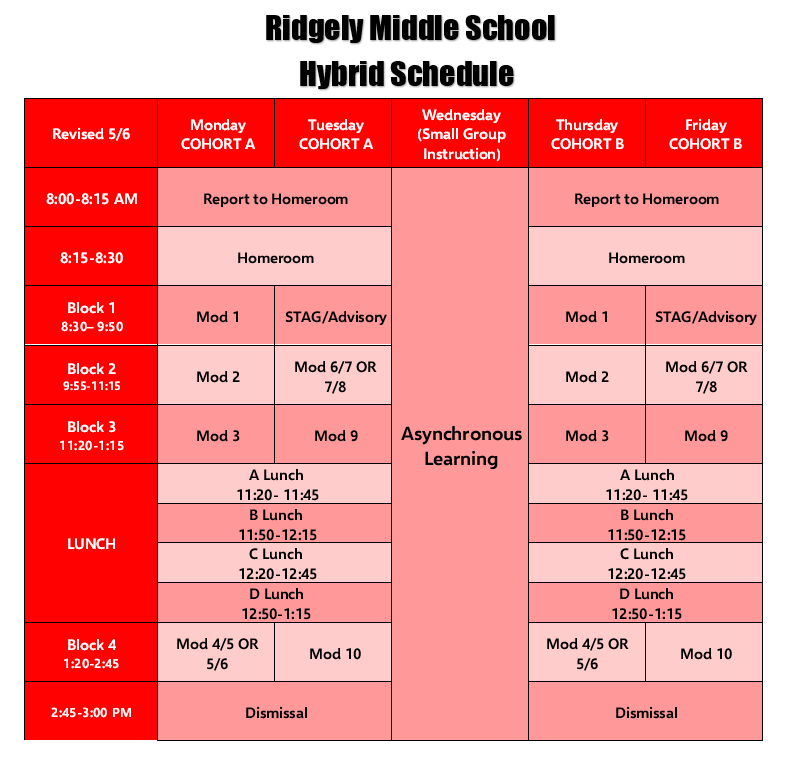 Ridgely Middle School
Hybrid Schedule
Revised 5/6
Monday
COHORT A
Tuesday
COHORT A
Wednesday
(Small Group
Instruction)
Thursday
COHORT B
Friday
COHORT B
8:00-8:15 AM
Report to Homeroom
Report to Homeroom
8:15-8:30
Homeroom
Homeroom
Block 1
8:30– 9:50
Mod 1
STAG/Advisory
Mod 1
STAG/Advisory
Block 2
9:55-11:15
Mod 2
Mod 6/7 OR
7/8
Mod 2
Mod 6/7 OR
7/8
Block 3
11:20-1:15
Mod 3
Mod 9
Asynchronous
Learning
Mod 3
Mod 9
LUNCH
A Lunch
11:20- 11:45
A Lunch
11:20- 11:45
B Lunch
11:50-12:15
B Lunch
11:50-12:15
C Lunch
12:20-12:45
C Lunch
12:20-12:45
D Lunch
12:50-1:15
D Lunch
12:50-1:15
Block 4
1:20-2:45
Mod 4/5 OR
5/6
Mod 10
Mod 4/5 OR
5/6
Mod 10
2:45-3:00 PM
Dismissal
Dismissal